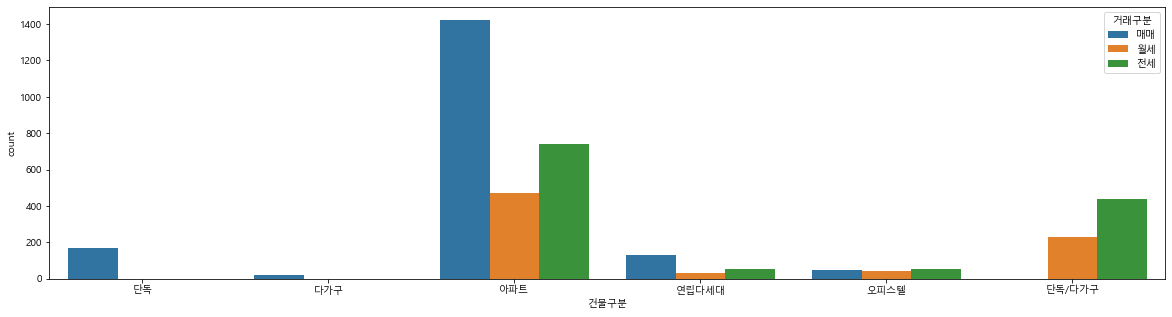 거래구분
매매
월세
전세
1400
1200
1000
800
600
400
200
0
count
단독
다가구
아파트
연립다세대
오피스텔
단독/다가구
건물구분